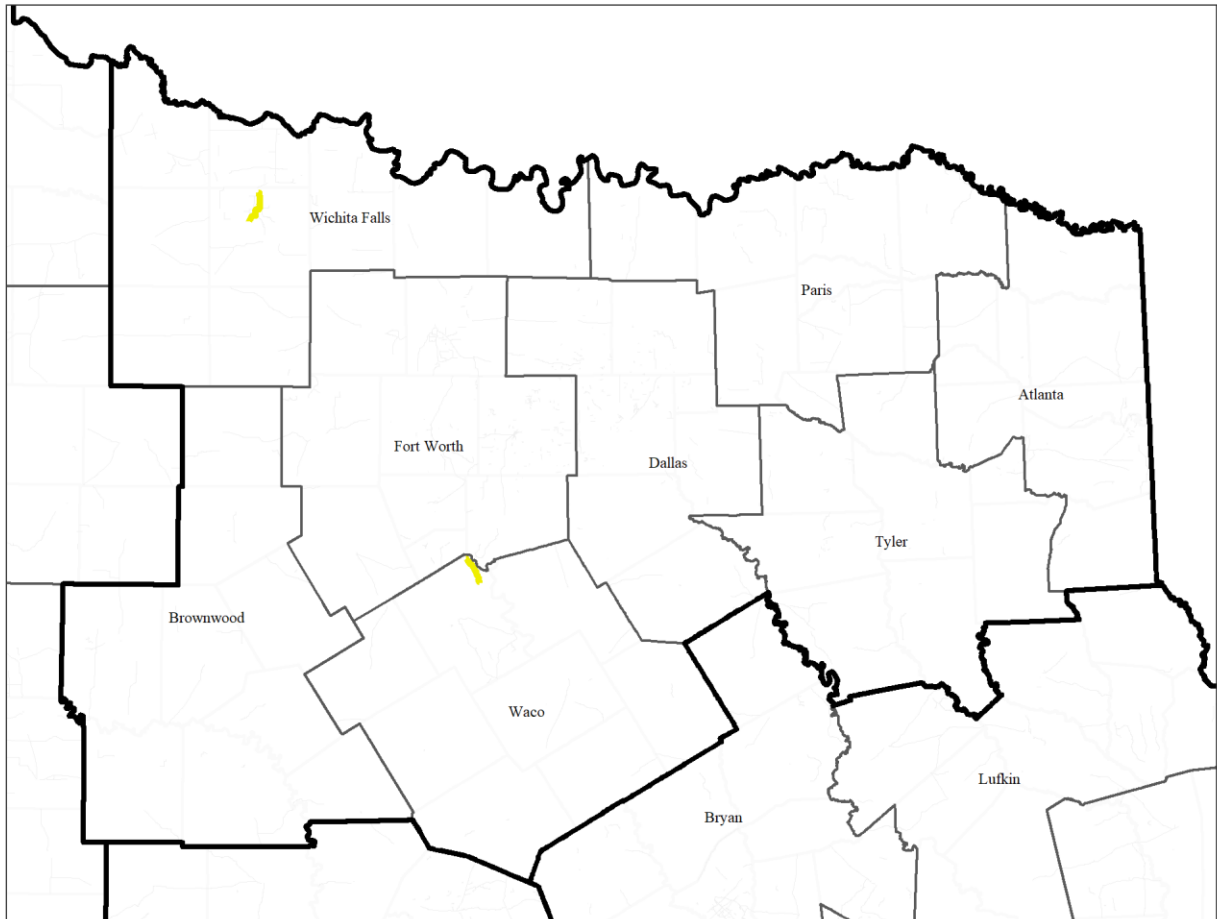 Wichita Falls
Paris
Atlanta
Fort Worth
Dallas
Tyler
Brownwood
Waco
Lufkin
Bryan